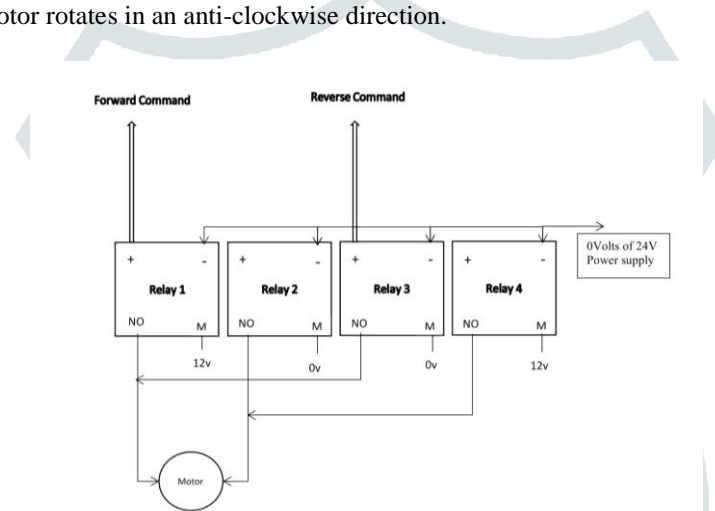 otor rotates in an anti-clockwise direction.
Forward Command
Reverse Command
0Volts of 24V
Power supply
+ - + - + - + -
Relay 1 Relay 2 Relay 3 Relay 4
NO M NO M NO M NO M
12v 0v 0v 12v
Motor